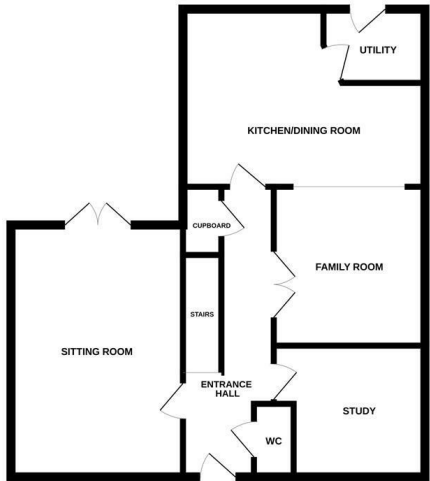 UTILITY
KITCHEN/DINING ROOM
CUPBOARD
FAMILY ROOM
STAIRS
SITTING ROOM
ENTRANCE
HALL
STUDY
WC